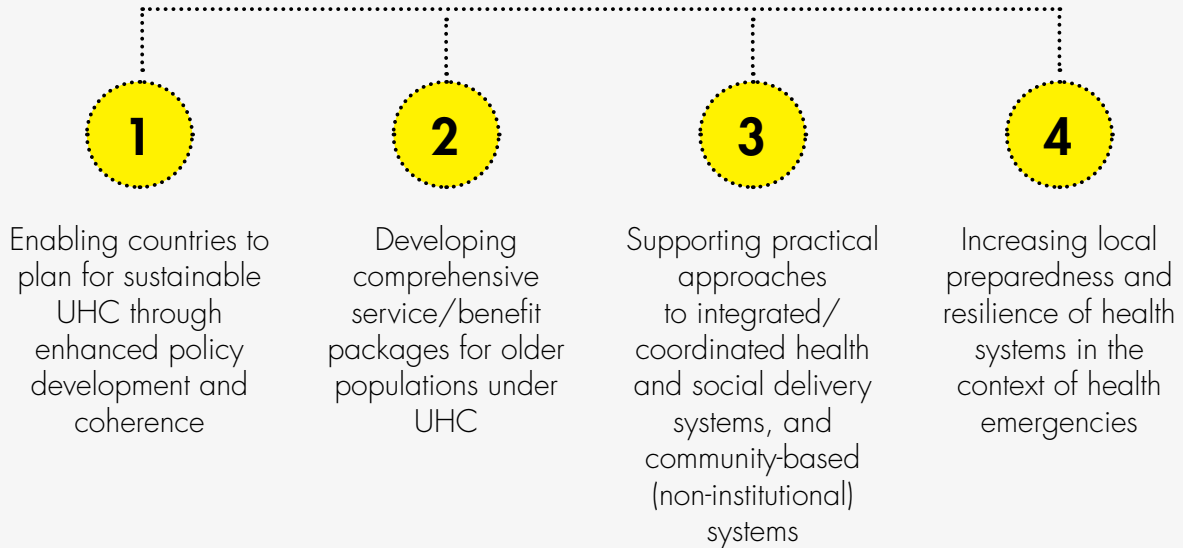 1
Enabling countries to
plan for sustainable
UHC through
enhanced policy
development and
coherence
2
Developing
comprehensive
service/benefit
packages for older
populations under
UHC
3
Supporting practical
approaches
to integrated/
coordinated health
and social delivery
systems, and
community-based
(non-institutional)
systems
4
Increasing local
preparedness and
resilience of health
systems in the
context of health
emergencies